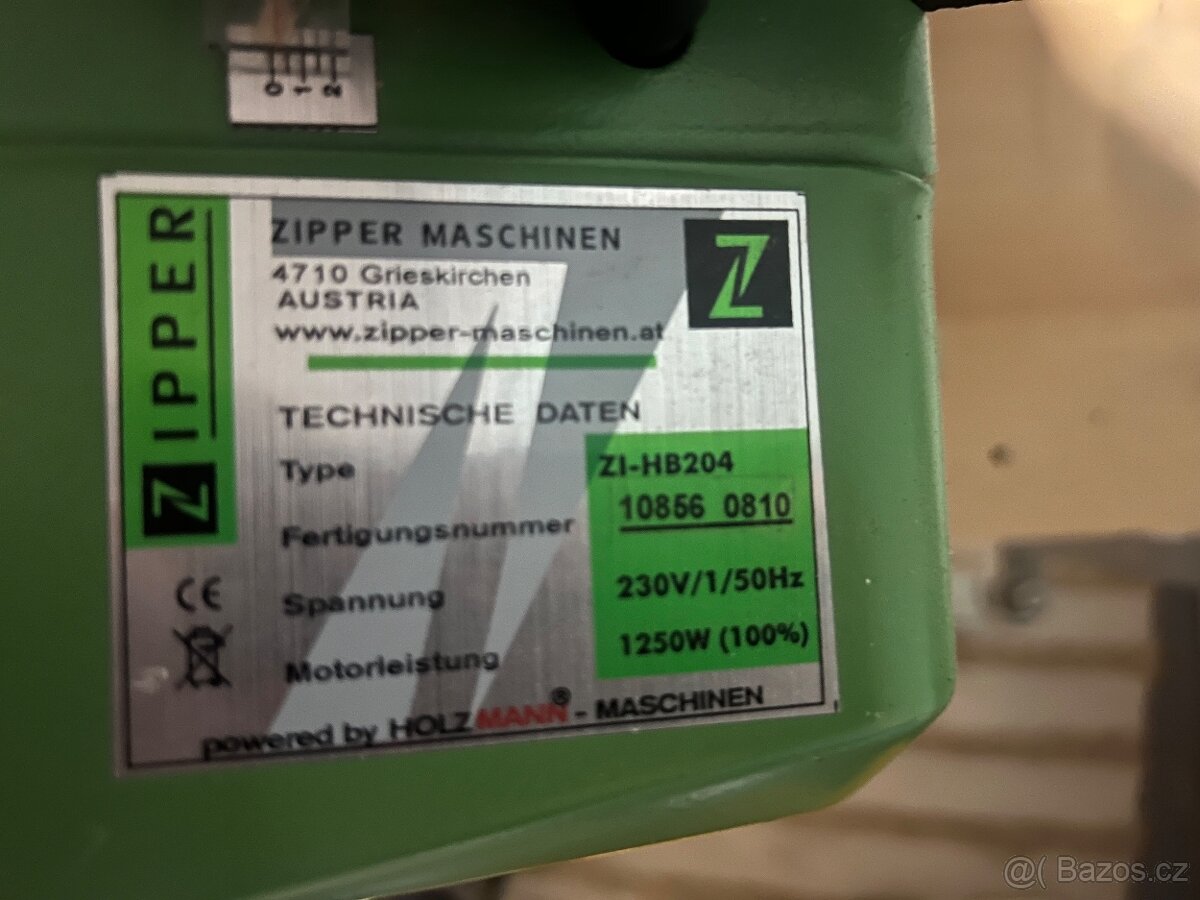 0 1 2
ZIPPER
ZIPPER MASCHINEN
4710 Grieskirchen
AUSTRIA
www.zipper-maschinen.at
TECHNISCHE DATEN
Type ZI-HB204
Fertigungsnummer 10856 0810
Spannung 230V/1/50Hz
Motorleistung 1250W (100%)
CE
powered by HOLZMANN® - MASCHINEN
@( Bazos.cz